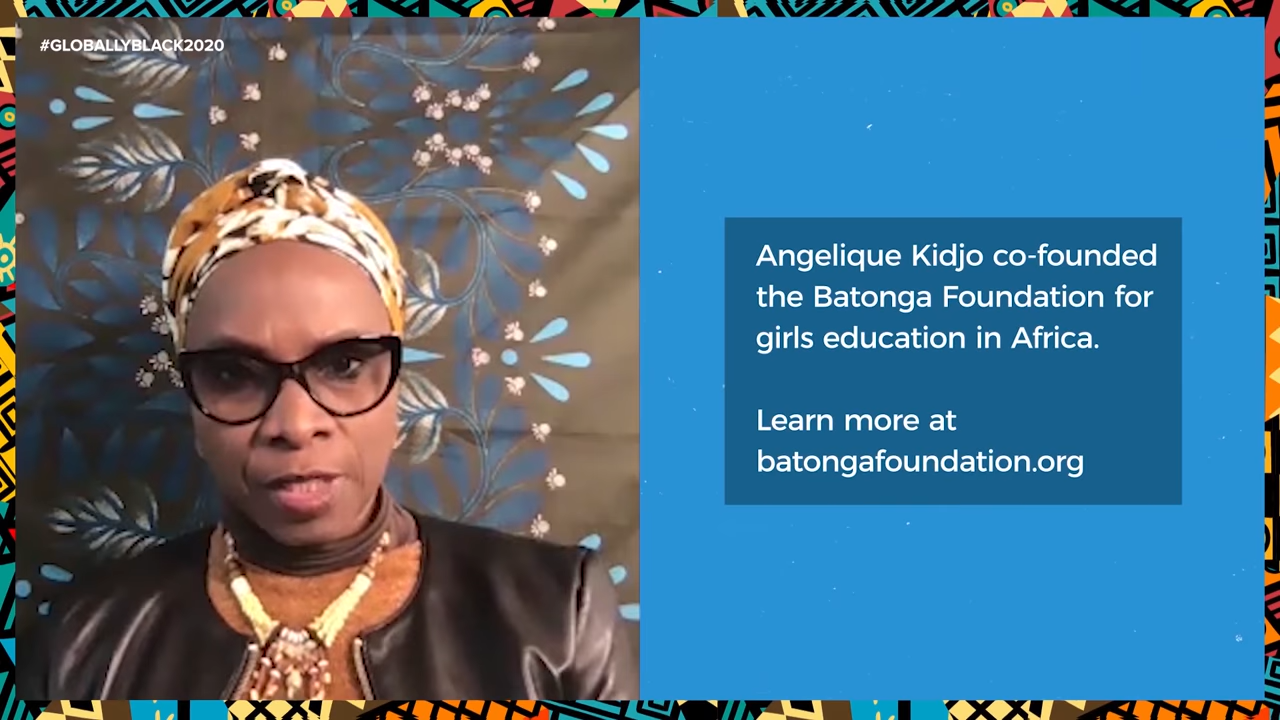 #GLOBALLYBLACK2020
Angelique Kidjo co-founded
the Batonga Foundation for
girls education in Africa.
Learn more at
batongafoundation.org